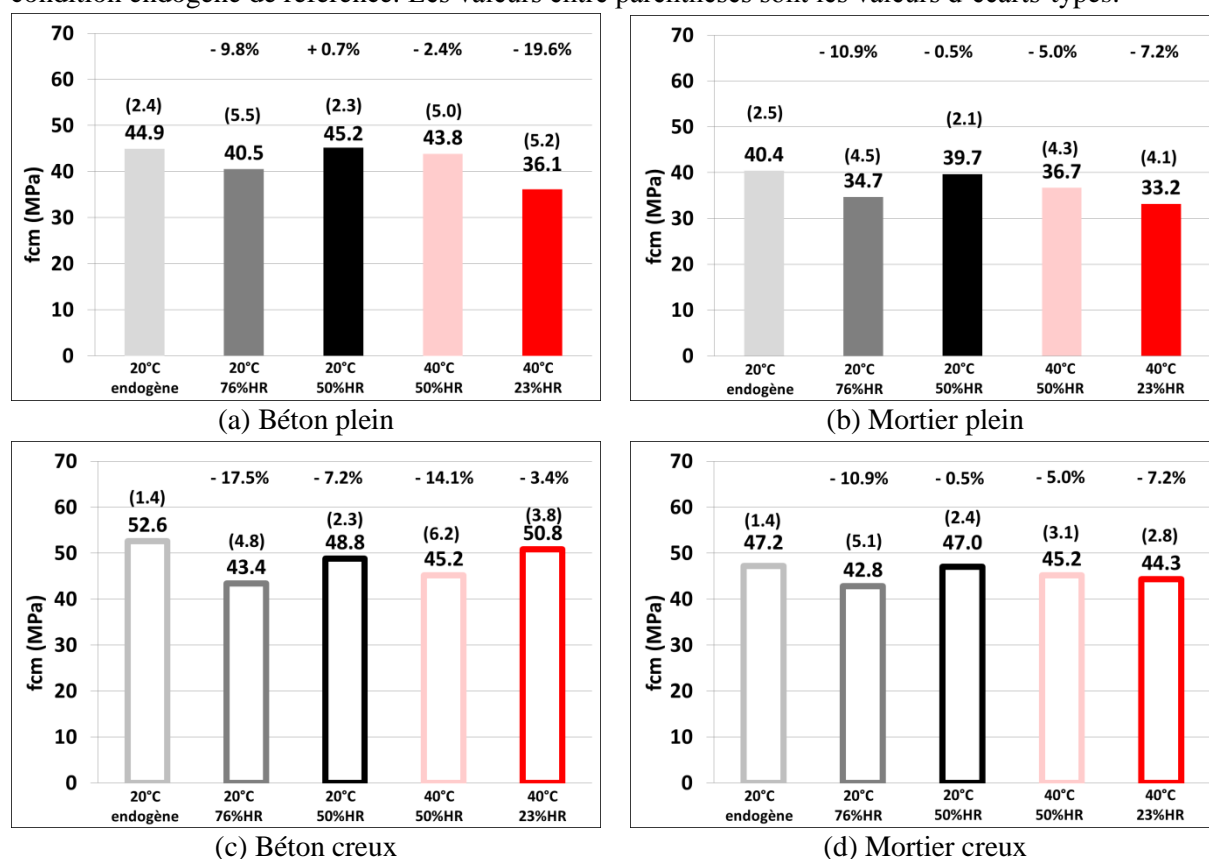 condition endogène de référence. Les valeurs entre parenthèses sont les valeurs d'écarts-types.
- 9.8% + 0.7% - 2.4% - 19.6%
(2.4) (5.5) (2.3) (5.0) (5.2)
44.9 40.5 45.2 43.8 36.1
fcm (MPa)
70
60
50
40
30
20
10
0
20°C 20°C 20°C 40°C 40°C
endogène 76%HR 50%HR 50%HR 23%HR
(a) Béton plein
- 10.9% - 0.5% - 5.0% - 7.2%
(2.5) (4.5) (2.1) (4.3) (4.1)
40.4 34.7 39.7 36.7 33.2
fcm (MPa)
70
60
50
40
30
20
10
0
20°C 20°C 20°C 40°C 40°C
endogène 76%HR 50%HR 50%HR 23%HR
(b) Mortier plein
- 17.5% - 7.2% - 14.1% - 3.4%
(1.4) (4.8) (2.3) (6.2) (3.8)
52.6 43.4 48.8 45.2 50.8
fcm (MPa)
70
60
50
40
30
20
10
0
20°C 20°C 20°C 40°C 40°C
endogène 76%HR 50%HR 50%HR 23%HR
(c) Béton creux
- 10.9% - 0.5% - 5.0% - 7.2%
(1.4) (5.1) (2.4) (3.1) (2.8)
47.2 42.8 47.0 45.2 44.3
fcm (MPa)
70
60
50
40
30
20
10
0
20°C 20°C 20°C 40°C 40°C
endogène 76%HR 50%HR 50%HR 23%HR
(d) Mortier creux